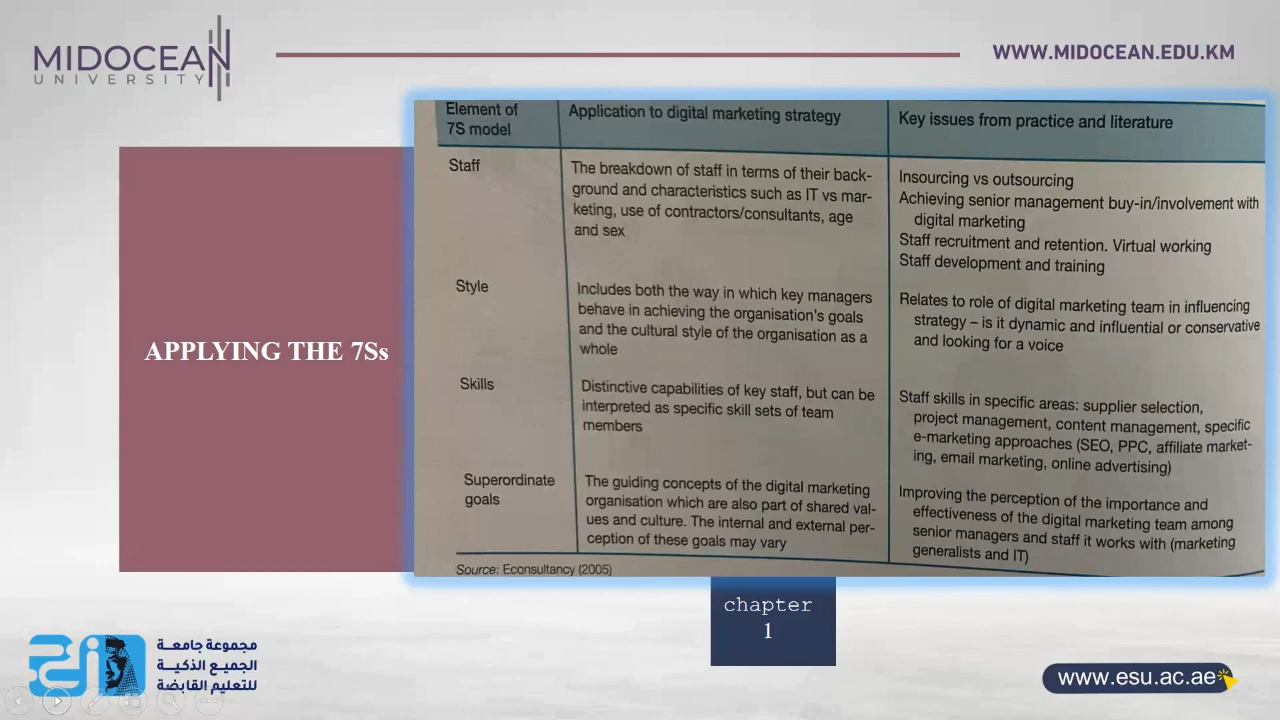 MIDOCEAN
UNIVERSITY
WWW.MIDOCEAN.EDU.KM
APPLYING THE 7Ss
Element of
7S model
Application to digital marketing strategy
Key issues from practice and literature
Staff
The breakdown of staff in terms of their back-
ground and characteristics such as IT vs mar-
keting, use of contractors/consultants, age
and sex
Insourcing vs outsourcing
Achieving senior management buy-in/involvement with
digital marketing
Staff recruitment and retention. Virtual working
Staff development and training
Style
Includes both the way in which key managers
behave in achieving the organisation's goals
and the cultural style of the organisation as a
whole
Relates to role of digital marketing team in influencing
strategy – is it dynamic and influential or conservative
and looking for a voice
Skills
Distinctive capabilities of key staff, but can be
interpreted as specific skill sets of team
members
Staff skills in specific areas: supplier selection,
project management, content management, specific
e-marketing approaches (SEO, PPC, affiliate market-
ing, email marketing, online advertising)
Superordinate
goals
The guiding concepts of the digital marketing
organisation which are also part of shared val-
ues and culture. The internal and external per-
ception of these goals may vary
Improving the perception of the importance and
effectiveness of the digital marketing team among
senior managers and staff it works with (marketing
generalists and IT)
Source: Econsultancy (2005)
chapter
1
مجموعة جامعة
الجميع الذكية
للتعليم القابضة
www.esu.ac.ae